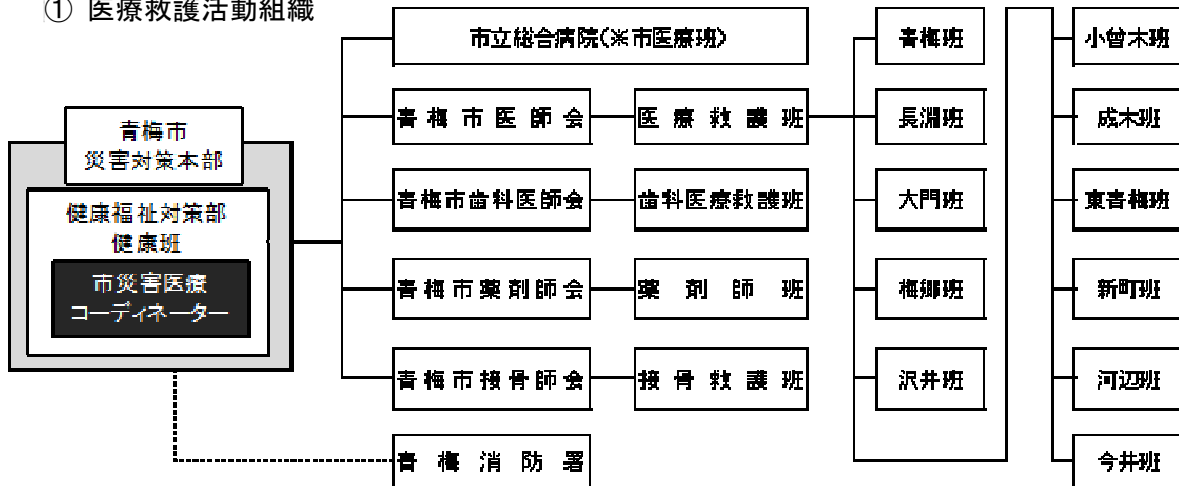 ① 医療救護活動組織
青梅市
災害対策本部
健康福祉対策部
健康班
市災害医療
コーディネーター
市立総合病院(※市医療班)
青梅市医師会
医療救護班
青梅市歯科医師会
歯科医療救護班
青梅市薬剤師会
薬剤師班
青梅市接骨師会
接骨救護班
青梅消防署
青梅班
長淵班
大門班
梅郷班
沢井班
小曾木班
成木班
東青梅班
新町班
河辺班
今井班